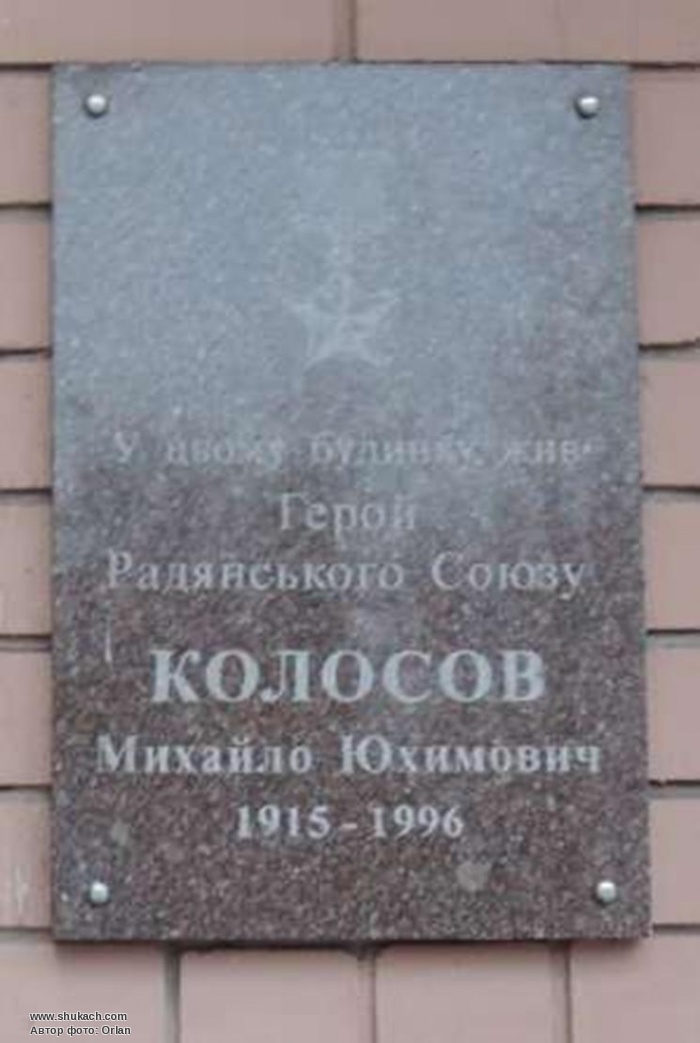 У цьому будинку жив
Герой
Радянського Союзу
КОЛОСОВ
Михайло Юхимович
1915 - 1996
www.shukach.com
Автор фото: Orlan